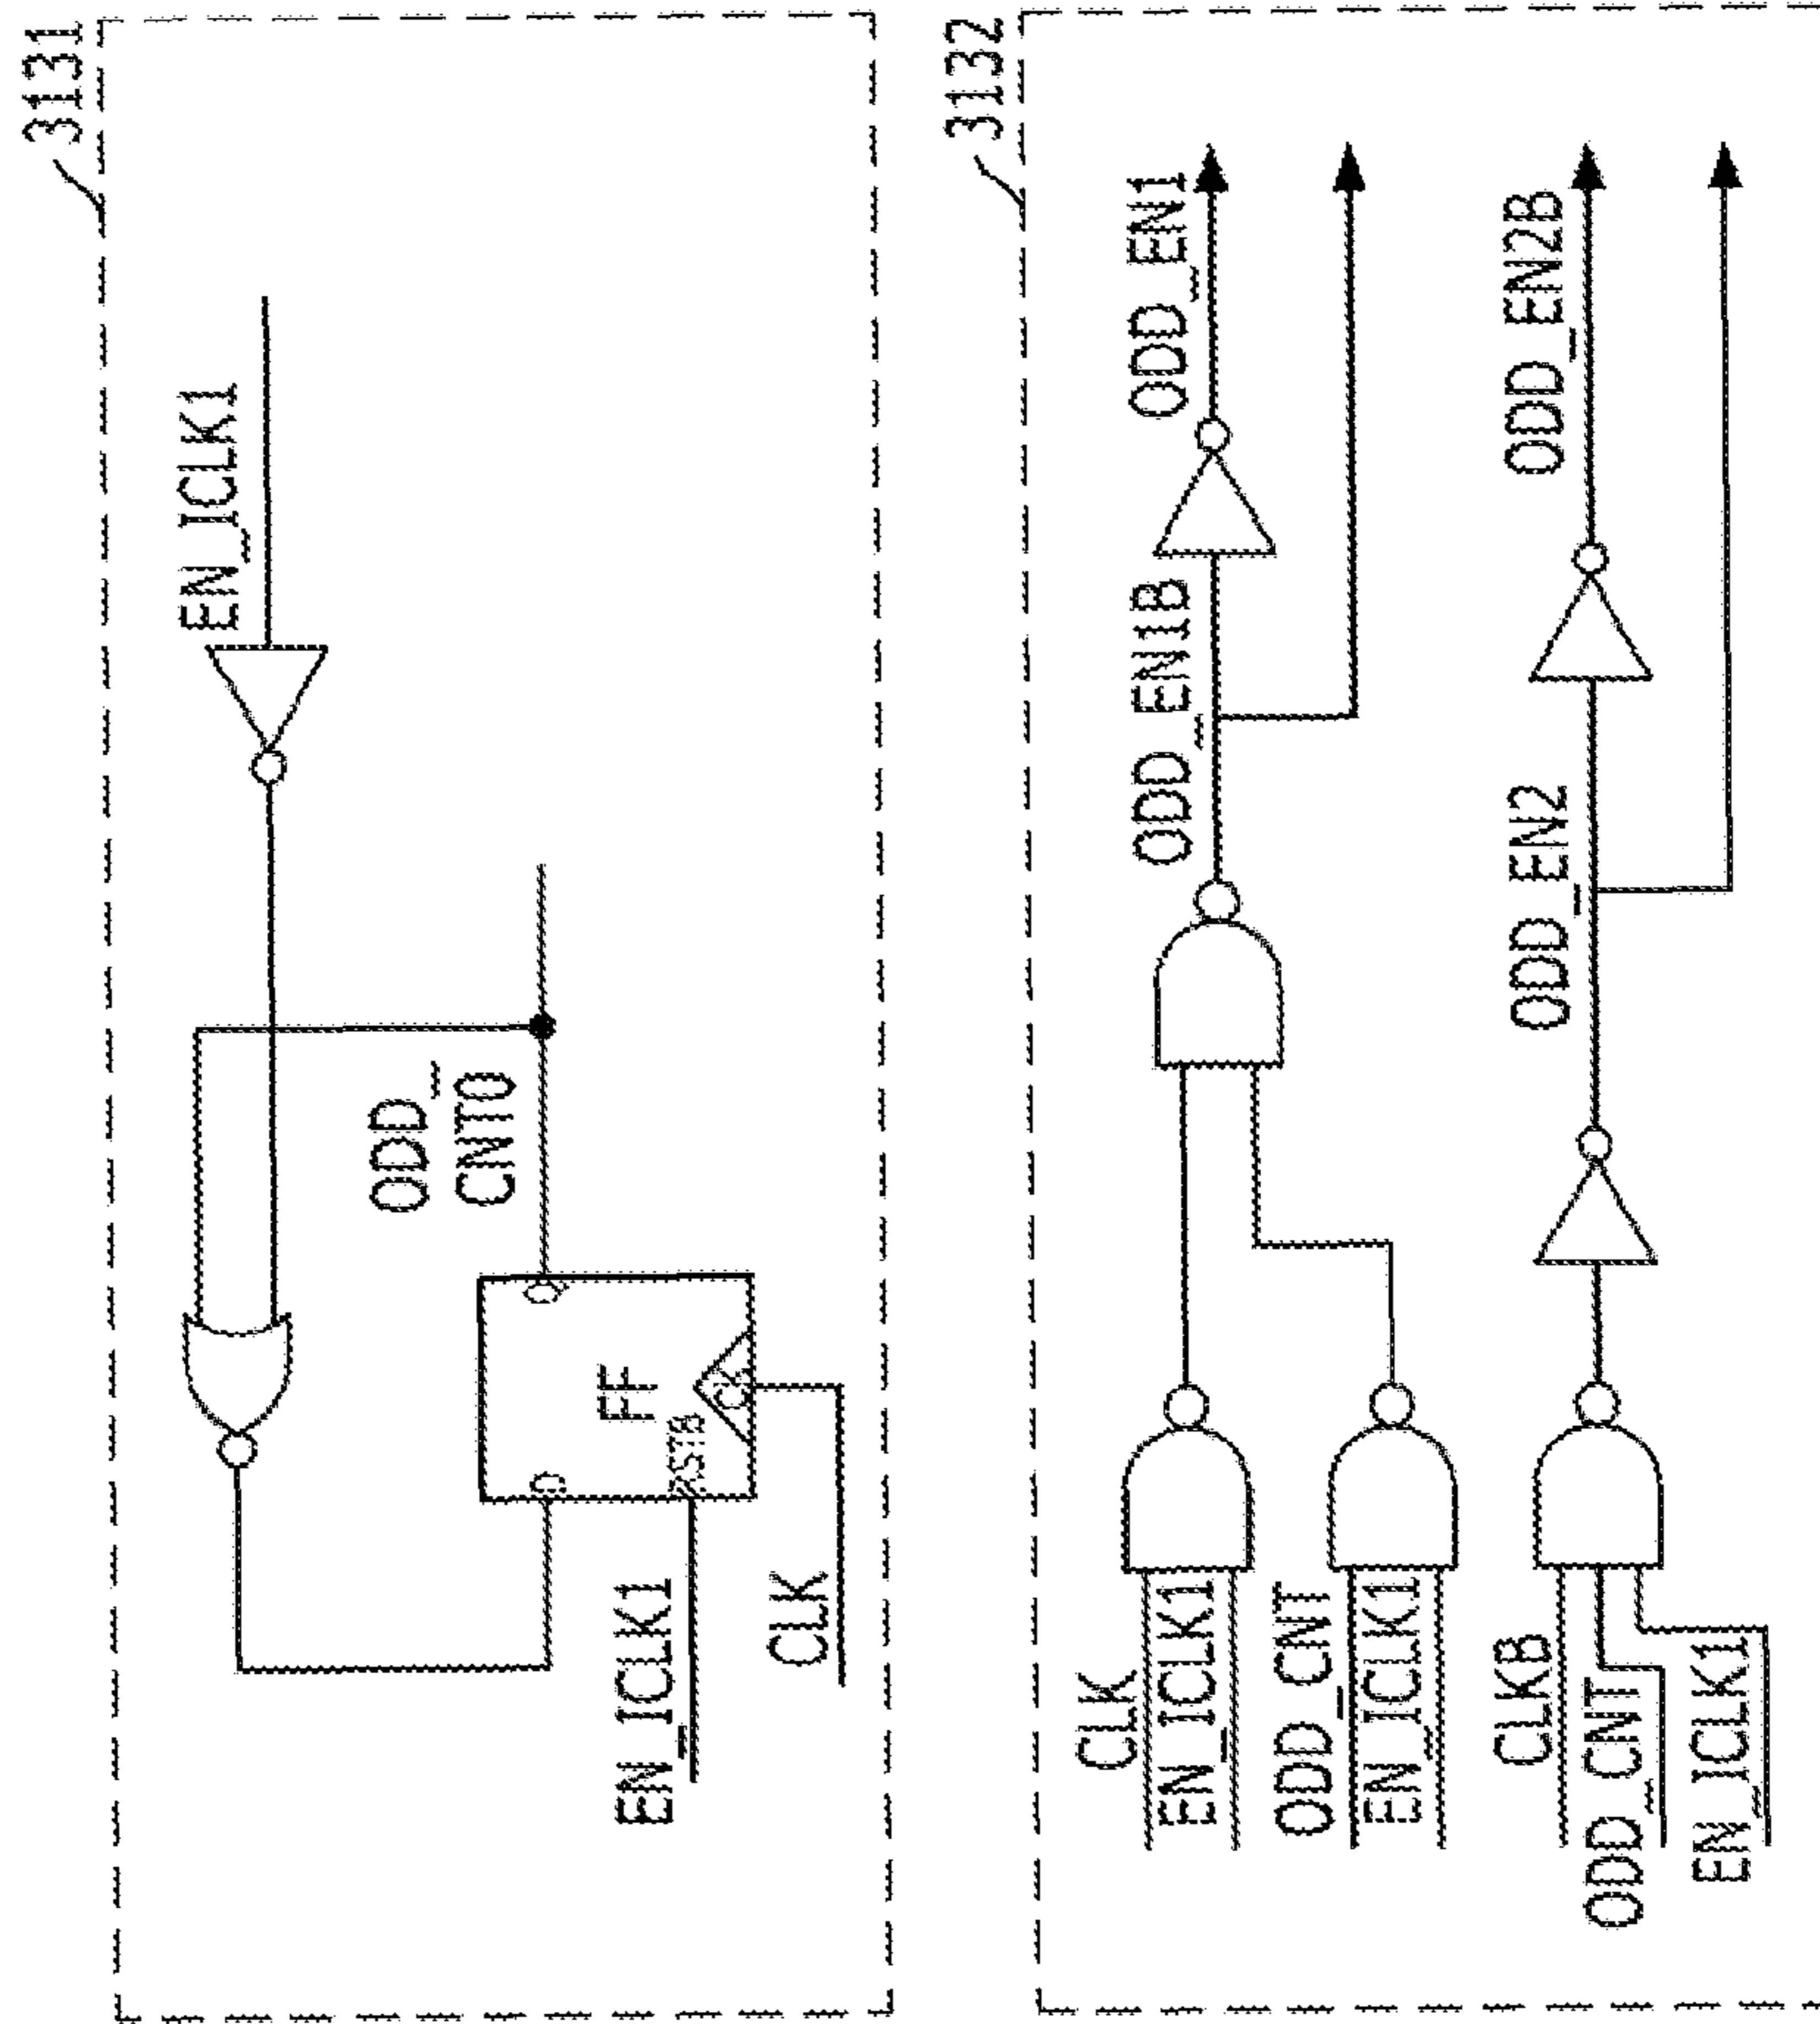 3131
EN_ICLK1
ODD_
CNT0
D
Q
FF
RSTB
CK
EN_ICLK1
CLK
3132
CLK
EN_ICLK1
ODD_CNT
EN_ICLK1
CLKB
ODD_CNT
EN_ICLK1
ODD_EN1B
ODD_EN1
ODD_EN2
ODD_EN2B